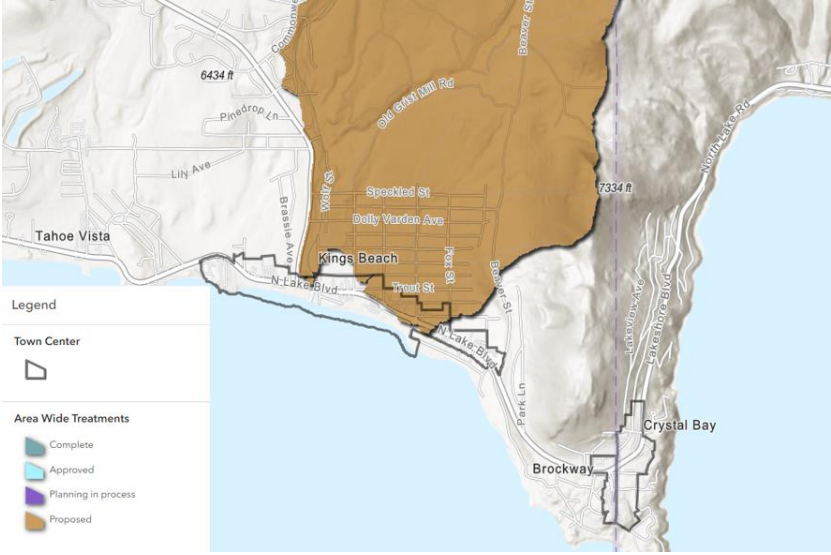 Commonwe
Beaver St
6434 ft
Old Grist Mill Rd
Pinedrop Ln
North Lake Rd
Lily Ave
Weir St
Speckled St
7334 ft
Dolly Varden Ave
Brassie Ave
Tahoe Vista
Kings Beach
Fox St
Beaver St
N Lake Blvd
Trout St
Lakeview Ave
Lakeshore Blvd
N Lake Blvd
Park Ln
Crystal Bay
Brockway
Legend
Town Center
Area Wide Treatments
Complete
Approved
Planning in process
Proposed